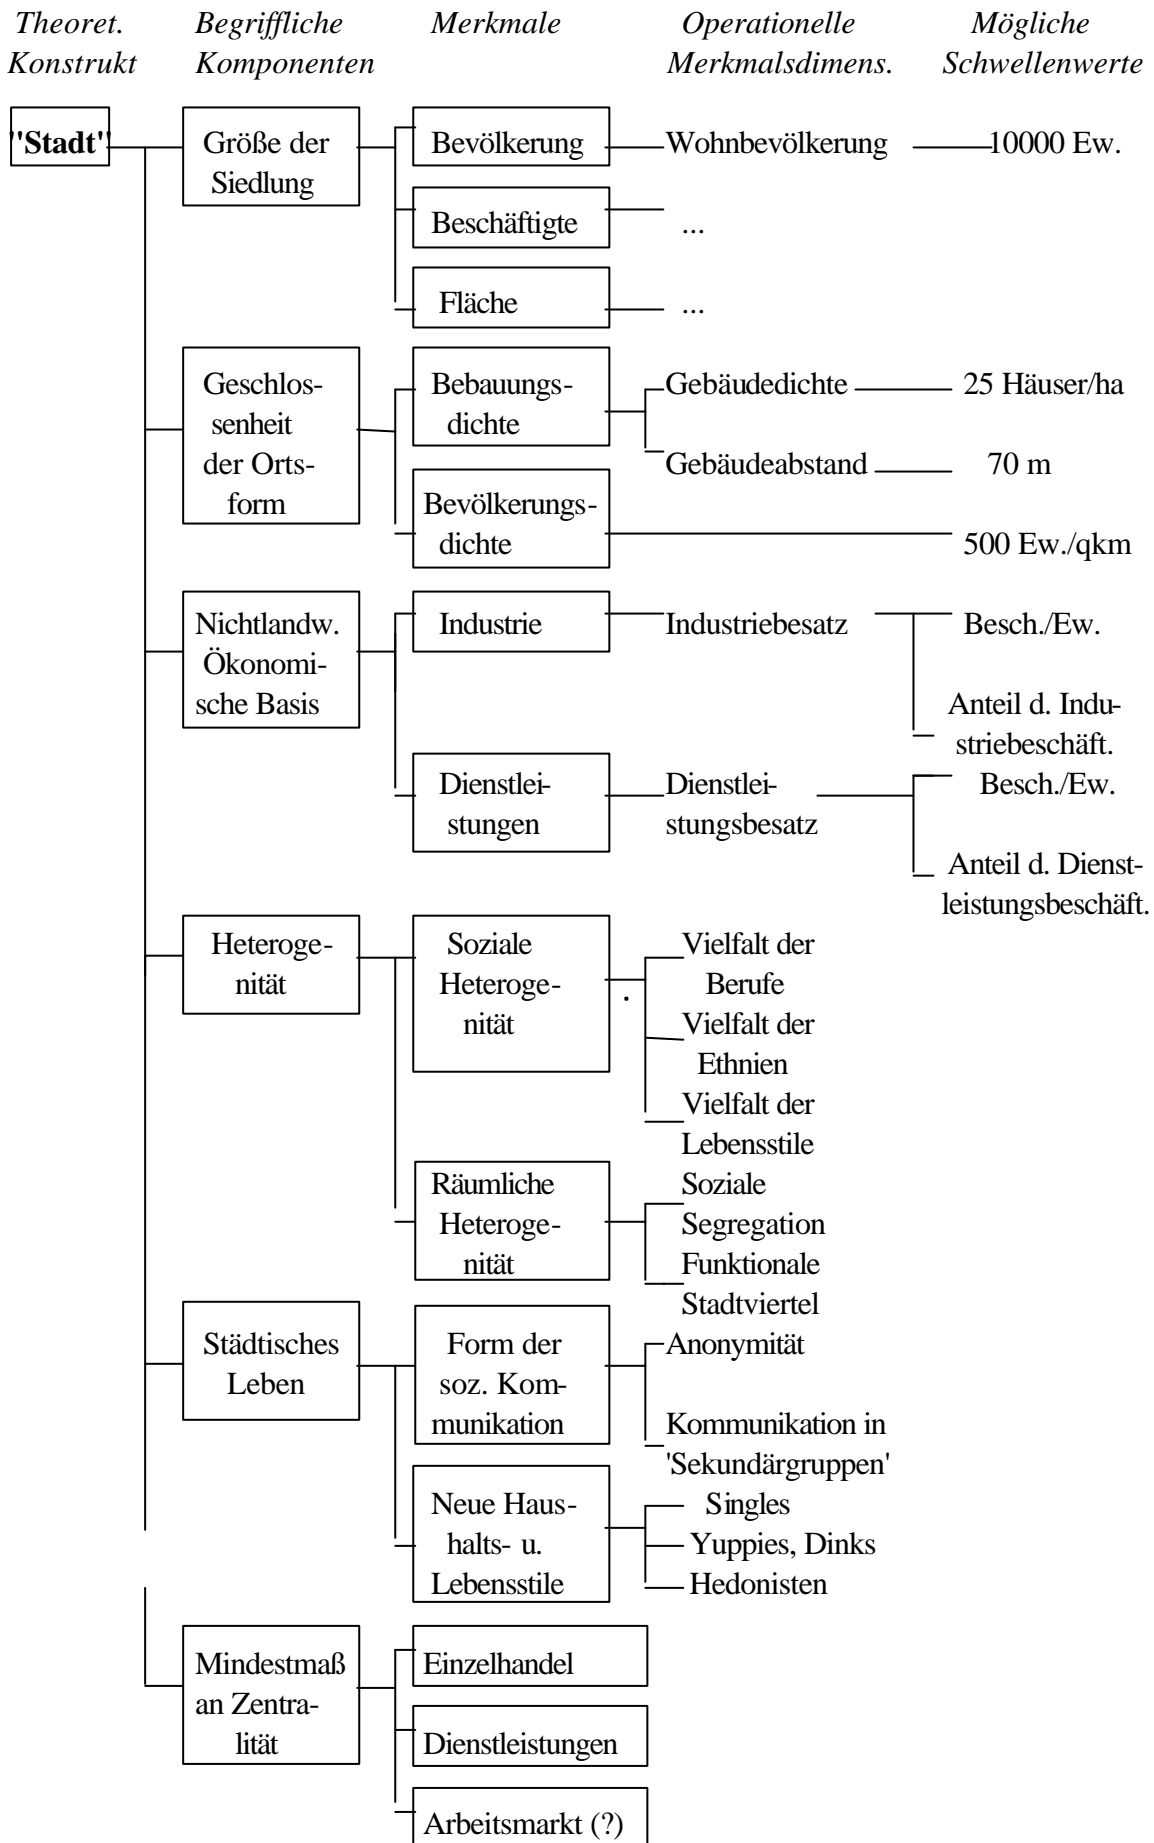 Theoret. Begriffliche Merkmale Operationelle Mögliche
Konstrukt Komponenten Merkmalsdimens. Schwellenwerte
"Stadt" Größe der Bevölkerung Wohnbevölkerung 10000 Ew.
Siedlung
Beschäftigte ...
Fläche ...
Geschlos- Bebauungs- Gebäudedichte 25 Häuser/ha
senheit dichte
der Orts- Gebäudeabstand 70 m
form Bevölkerungs-
dichte 500 Ew./qkm
Nichtlandw. Industrie Industriebesatz Besch./Ew.
Ökonomi-
sche Basis Anteil d. Indu-
striebeschäft.
Dienstlei- Dienstlei- Besch./Ew.
stungen stungsbesatz
Anteil d. Dienst-
leistungsbeschäft.
Heteroge- Soziale Vielfalt der
nität Heteroge- Berufe
nität . Vielfalt der
Ethnien
Vielfalt der
Lebensstile
Räumliche Soziale
Heteroge- Segregation
nität Funktionale
Stadtviertel
Städtisches Form der Anonymität
Leben soz. Kom-
munikation Kommunikation in
'Sekundärgruppen'
Neue Haus- Singles
halts- u. Yuppies, Dinks
Lebensstile Hedonisten
Mindestmaß Einzelhandel
an Zentra-
lität Dienstleistungen
Arbeitsmarkt (?)